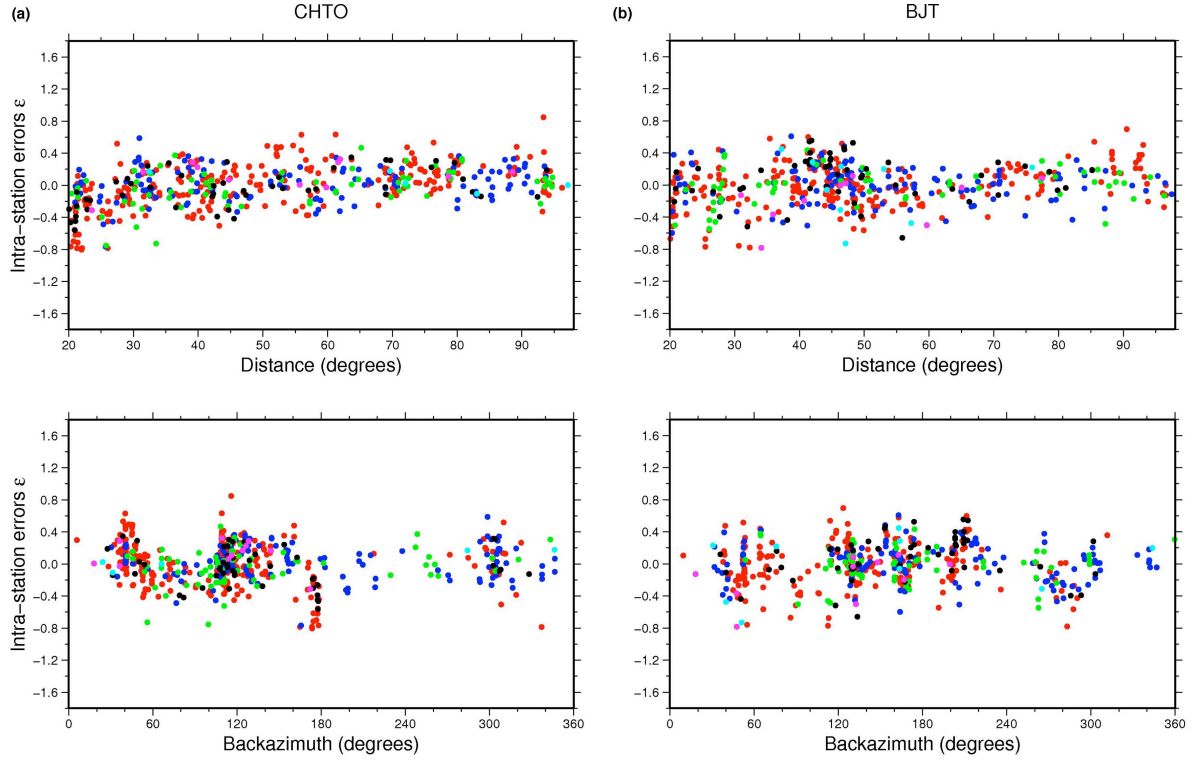 (a)
CHTO
(b)
BJT
Intra−station errors ε
1.6
1.2
0.8
0.4
0.0
−0.4
−0.8
−1.2
−1.6
20 30 40 50 60 70 80 90
Distance (degrees)
1.6
1.2
0.8
0.4
0.0
−0.4
−0.8
−1.2
−1.6
20 30 40 50 60 70 80 90
Distance (degrees)
Intra−station errors ε
1.6
1.2
0.8
0.4
0.0
−0.4
−0.8
−1.2
−1.6
0 60 120 180 240 300 360
Backazimuth (degrees)
1.6
1.2
0.8
0.4
0.0
−0.4
−0.8
−1.2
−1.6
0 60 120 180 240 300 360
Backazimuth (degrees)